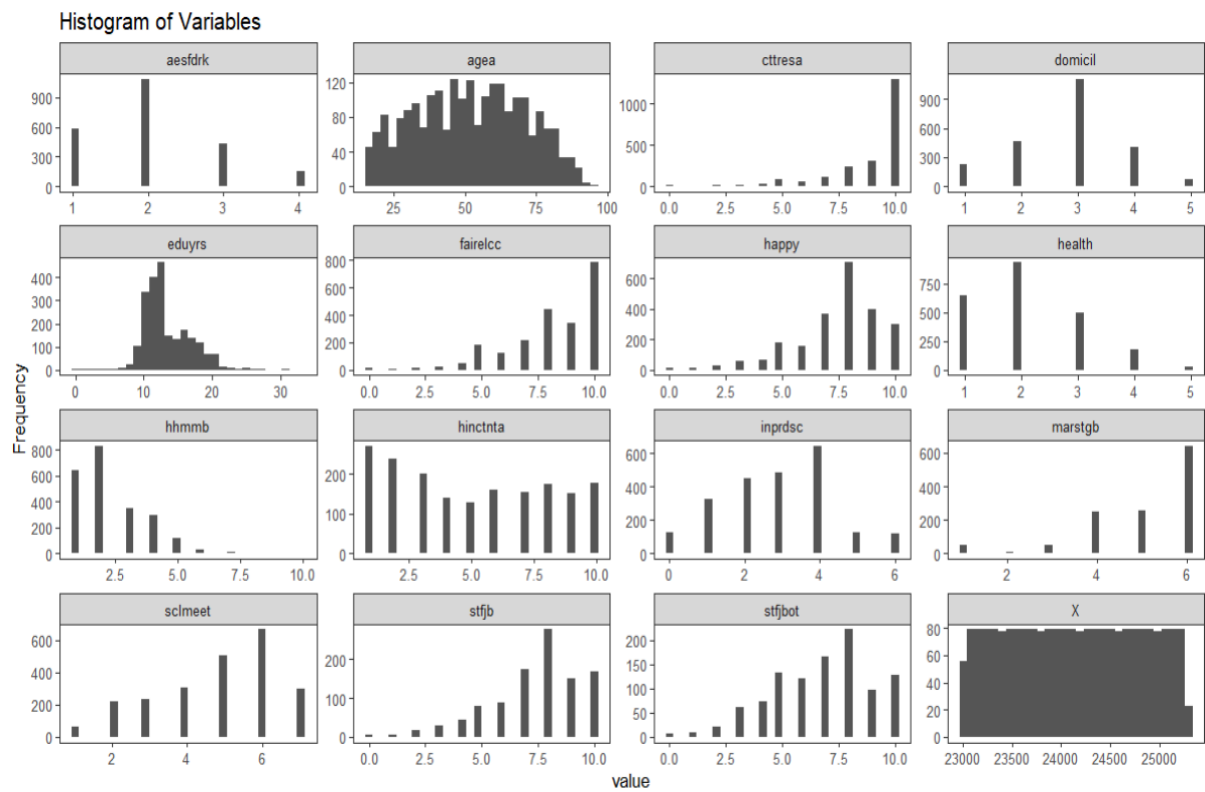 Histogram of Variables
aesfdrk
agea
cttresa
domicil
0 300 600 900
1 2 3 4
0 40 80 120
25 50 75 100
0 500 1000
0.0 2.5 5.0 7.5 10.0
0 300 600 900
1 2 3 4 5
eduyrs
fairelcc
happy
health
0 100 200 300 400
0 10 20 30
0 200 400 600 800
0.0 2.5 5.0 7.5 10.0
0 200 400 600
0.0 2.5 5.0 7.5 10.0
0 250 500 750
1 2 3 4 5
hhmmb
hinctnta
inprdsc
marstgb
0 200 400 600 800
2.5 5.0 7.5 10.0
0 100 200
2.5 5.0 7.5 10.0
0 200 400 600
0 2 4 6
0 200 400 600
2 4 6
sclmeet
stfjb
stfjbot
X
0 200 400 600
2 4 6
0 100 200
0.0 2.5 5.0 7.5 10.0
0 50 100 150 200
0.0 2.5 5.0 7.5 10.0
0 20 40 60 80
23000 23500 24000 24500 25000
Frequency
value